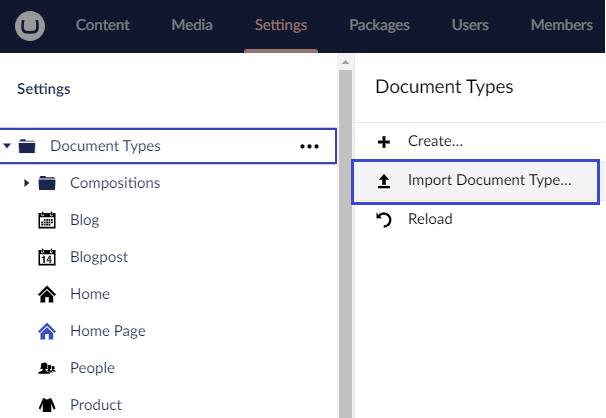 Content Media Settings Packages Users Members
Settings
Document Types
Compositions
Blog
14
Blogpost
Home
Home Page
People
Product
Document Types
Create...
Import Document Type...
Reload